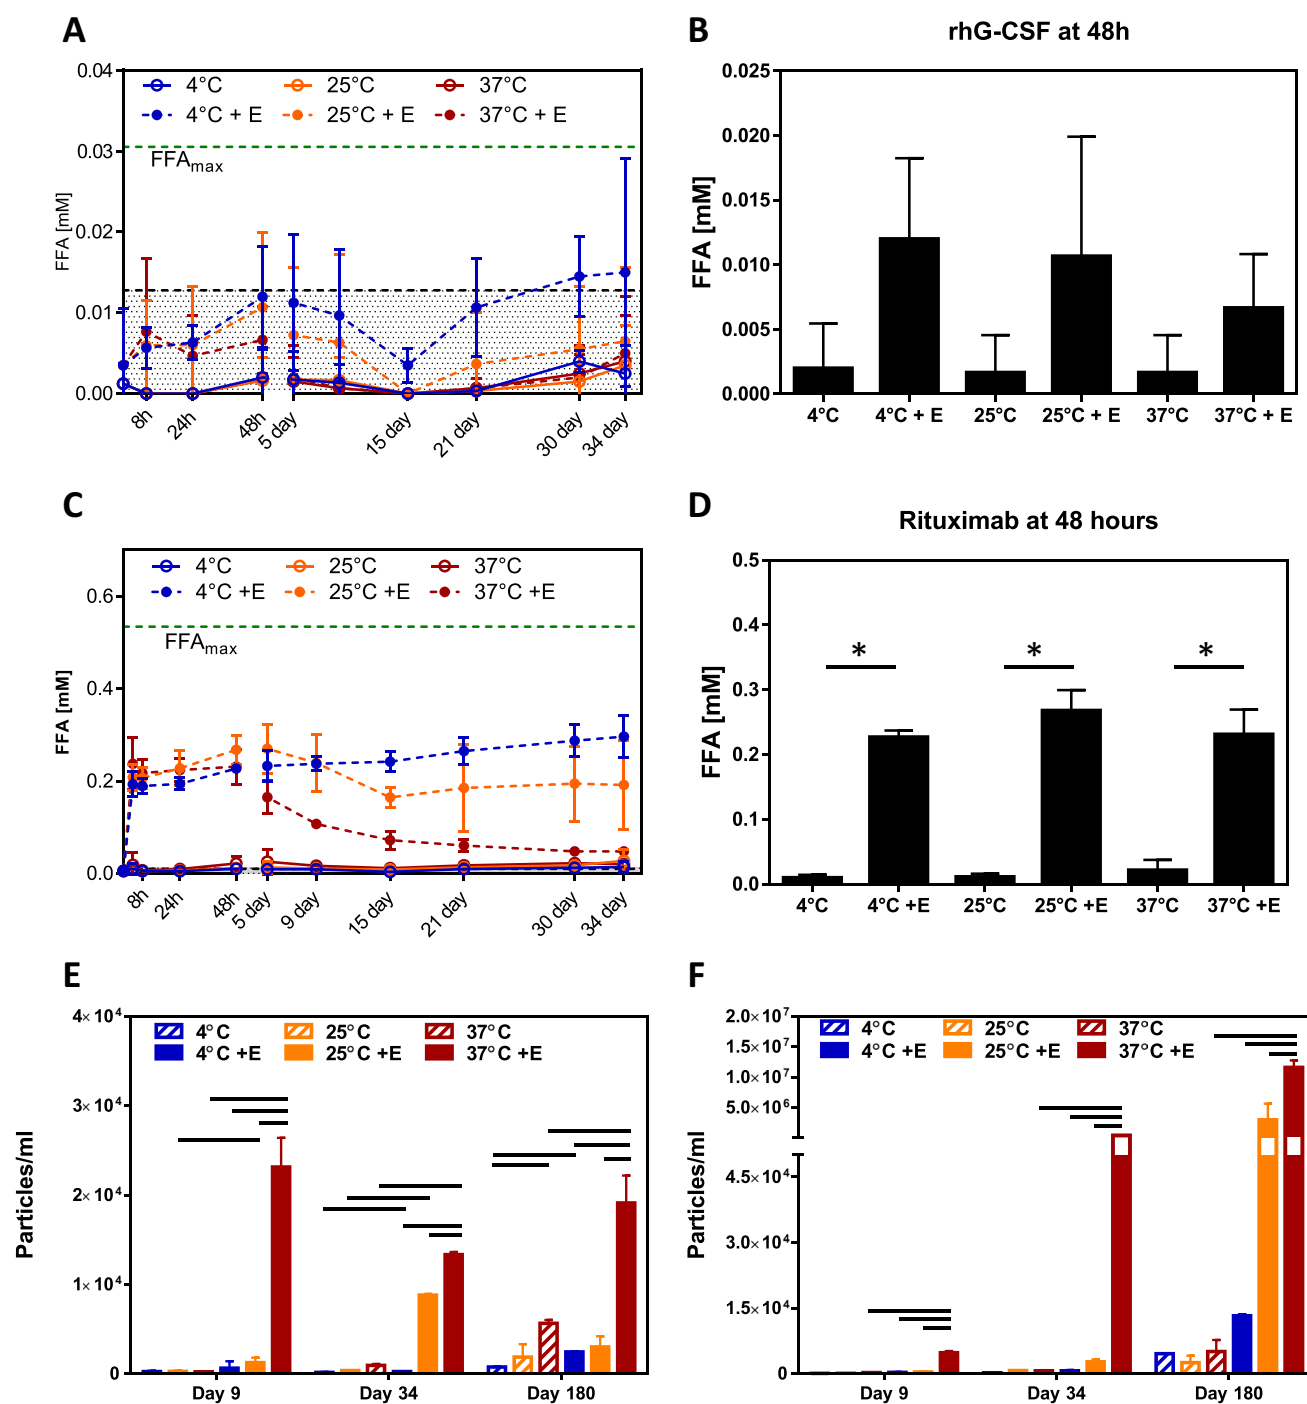 A
0.04
0.03
0.02
0.01
0.00
FFA [mM]
4°C 25°C 37°C
4°C + E 25°C + E 37°C + E
FFAmax
8h 24h 48h 5 day 15 day 21 day 30 day 34 day
B
rhG-CSF at 48h
0.025
0.020
0.015
0.010
0.005
0.000
FFA [mM]
4°C 4°C + E 25°C 25°C + E 37°C 37°C + E
C
0.6
0.4
0.2
0.0
FFA [mM]
4°C 25°C 37°C
4°C +E 25°C +E 37°C +E
FFAmax
8h 24h 48h 5 day 9 day 15 day 21 day 30 day 34 day
D
Rituximab at 48 hours
0.5
0.4
0.3
0.2
0.1
0.0
FFA [mM]
* * *
4°C 4°C +E 25°C 25°C +E 37°C 37°C +E
E
4×10⁴
3×10⁴
2×10⁴
1×10⁴
0
Particles/ml
4°C 25°C 37°C
4°C +E 25°C +E 37°C +E
Day 9 Day 34 Day 180
F
2.0×10⁷
1.5×10⁷
1.0×10⁷
5.0×10⁶
4.5×10⁴
3.0×10⁴
1.5×10⁴
0
Particles/ml
4°C 25°C 37°C
4°C +E 25°C +E 37°C +E
Day 9 Day 34 Day 180